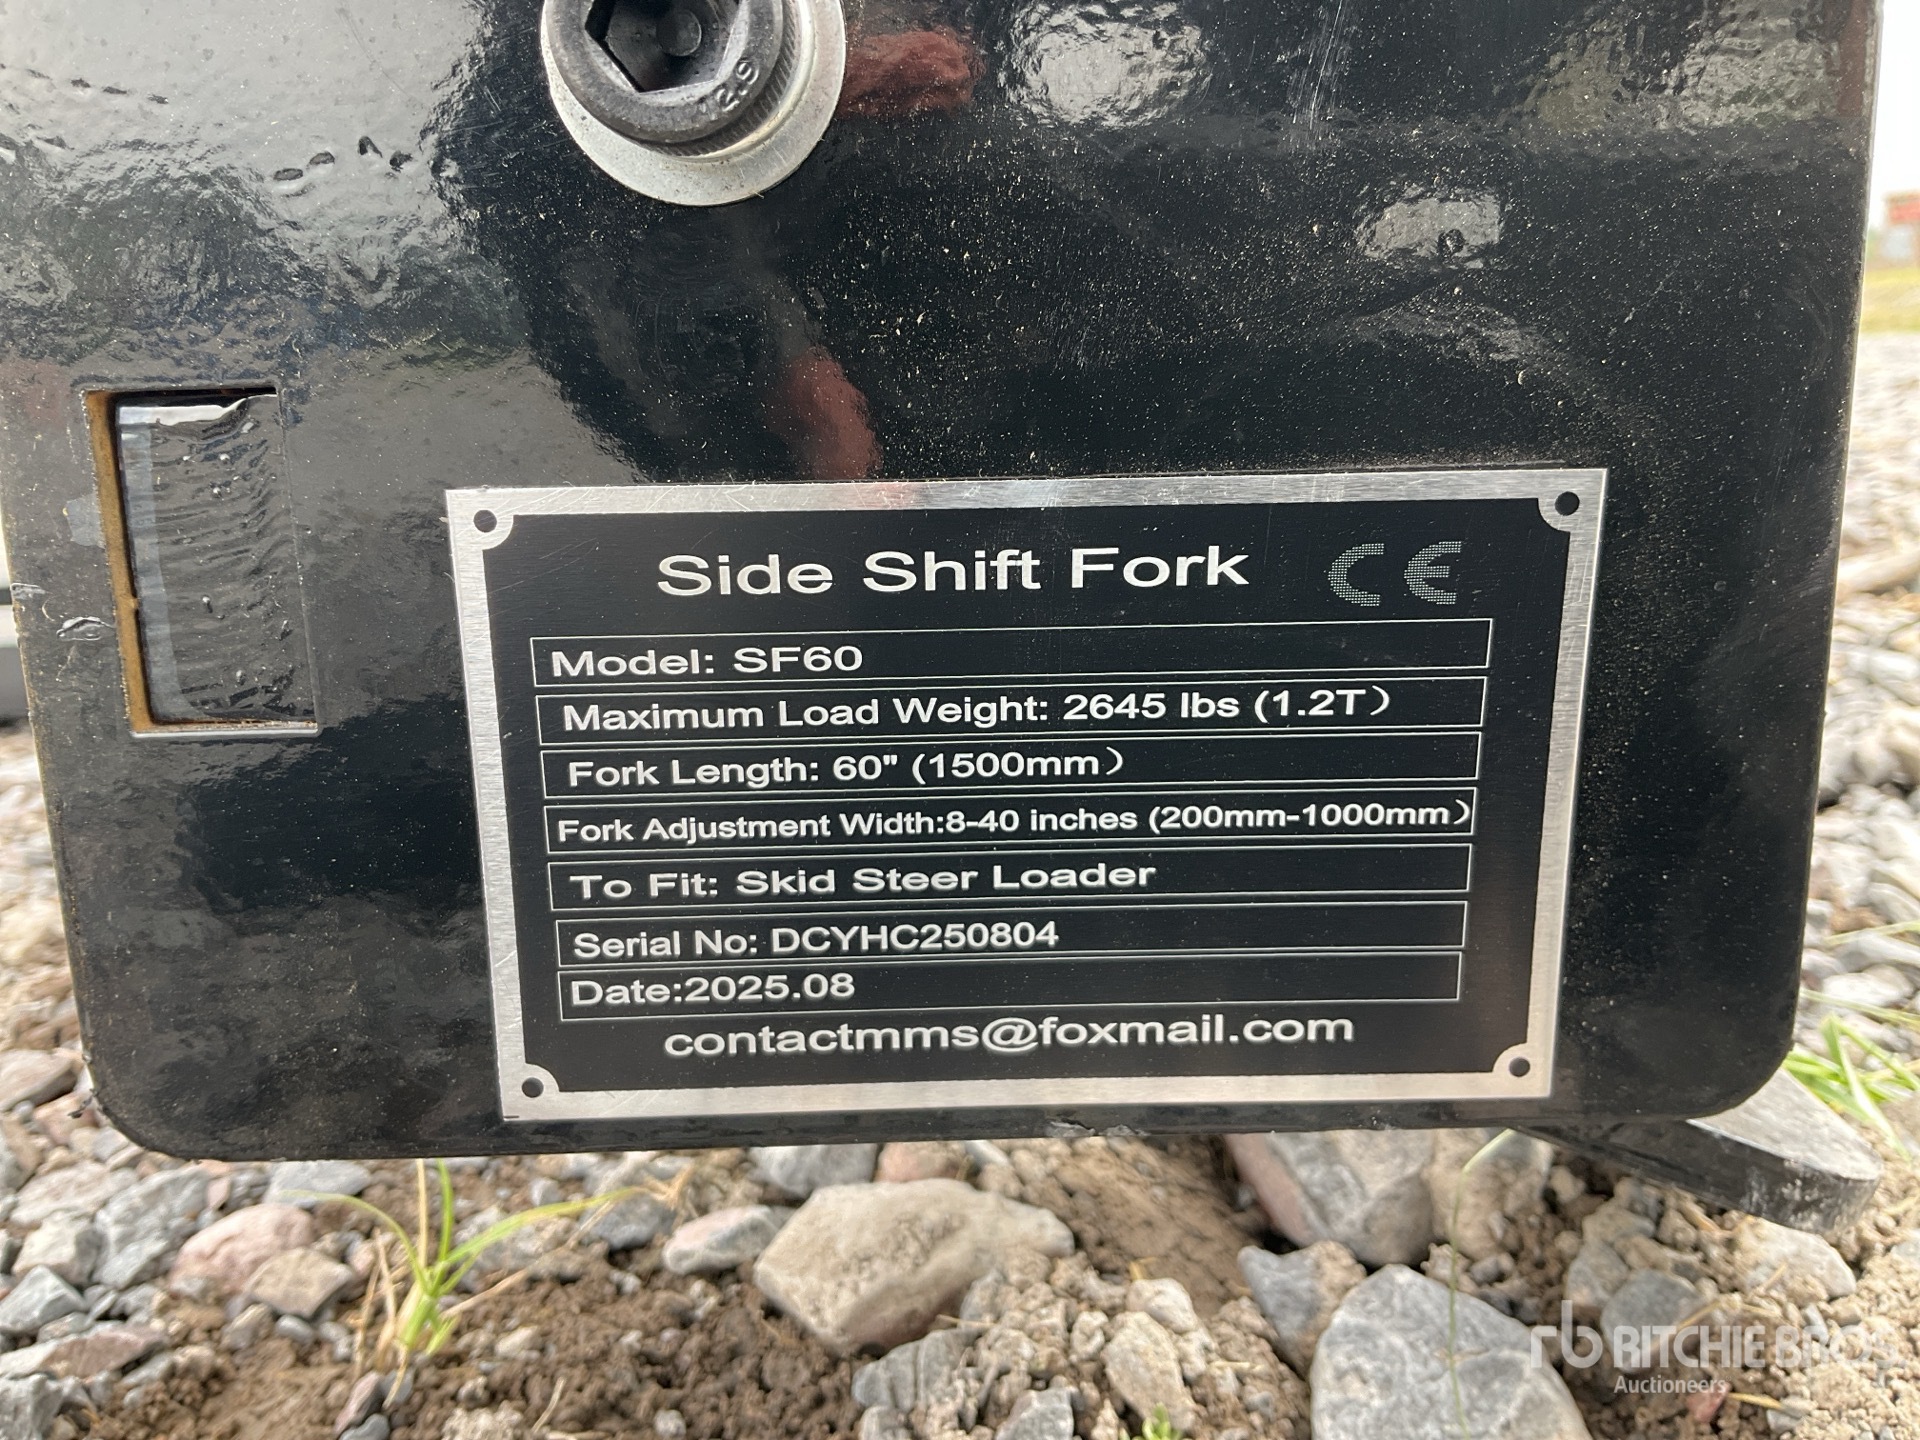 12.9
Side Shift Fork CE
Model: SF60
Maximum Load Weight: 2645 lbs (1.2T)
Fork Length: 60" (1500mm)
Fork Adjustment Width:8-40 inches (200mm-1000mm)
To Fit: Skid Steer Loader
Serial No: DCYHC250804
Date:2025.08
contactmms@foxmail.com
rb RITCHIE BROS
Auctioneers